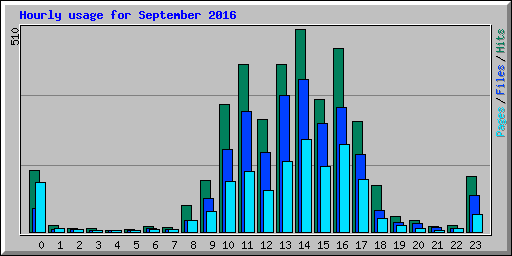 Hourly usage for September 2016
510
Pages/Files/Hits
0 1 2 3 4 5 6 7 8 9 10 11 12 13 14 15 16 17 18 19 20 21 22 23